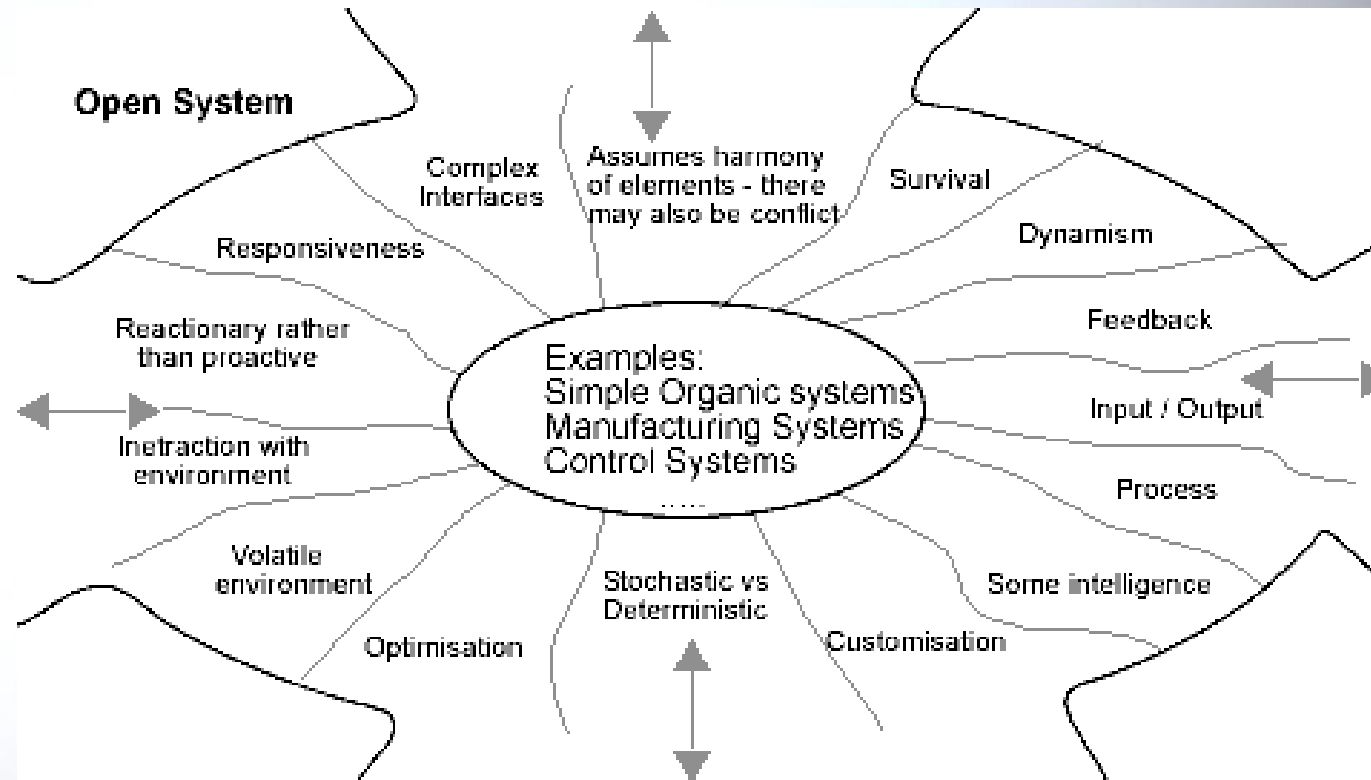 Open System
Complex
Interfaces
Assumes harmony
of elements - there
may also be conflict
Survival
Responsiveness
Dynamism
Reactionary rather
than proactive
Feedback
Examples:
Simple Organic systems
Manufacturing Systems
Control Systems
.....
Input / Output
Inetraction with
environment
Process
Volatile
environment
Stochastic vs
Deterministic
Some intelligence
Optimisation
Customisation